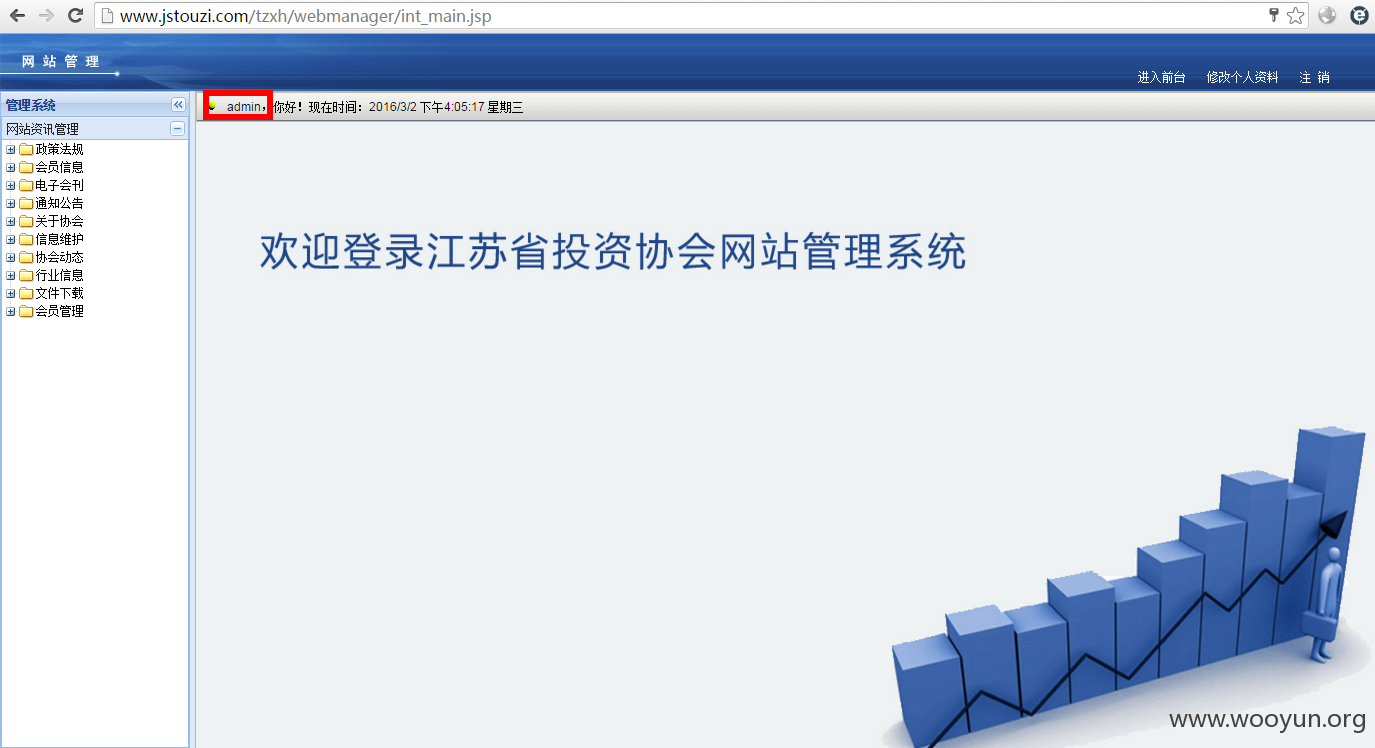 www.jstouzi.com/tzxh/webmanager/int_main.jsp
网站管理
进入前台 修改个人资料 注 销
管理系统
admin，你好！现在时间：2016/3/2 下午4:05:17 星期三
网站资讯管理
政策法规
会员信息
电子会刊
通知公告
关于协会
信息维护
协会动态
行业信息
文件下载
会员管理
欢迎登录江苏省投资协会网站管理系统
www.wooyun.org